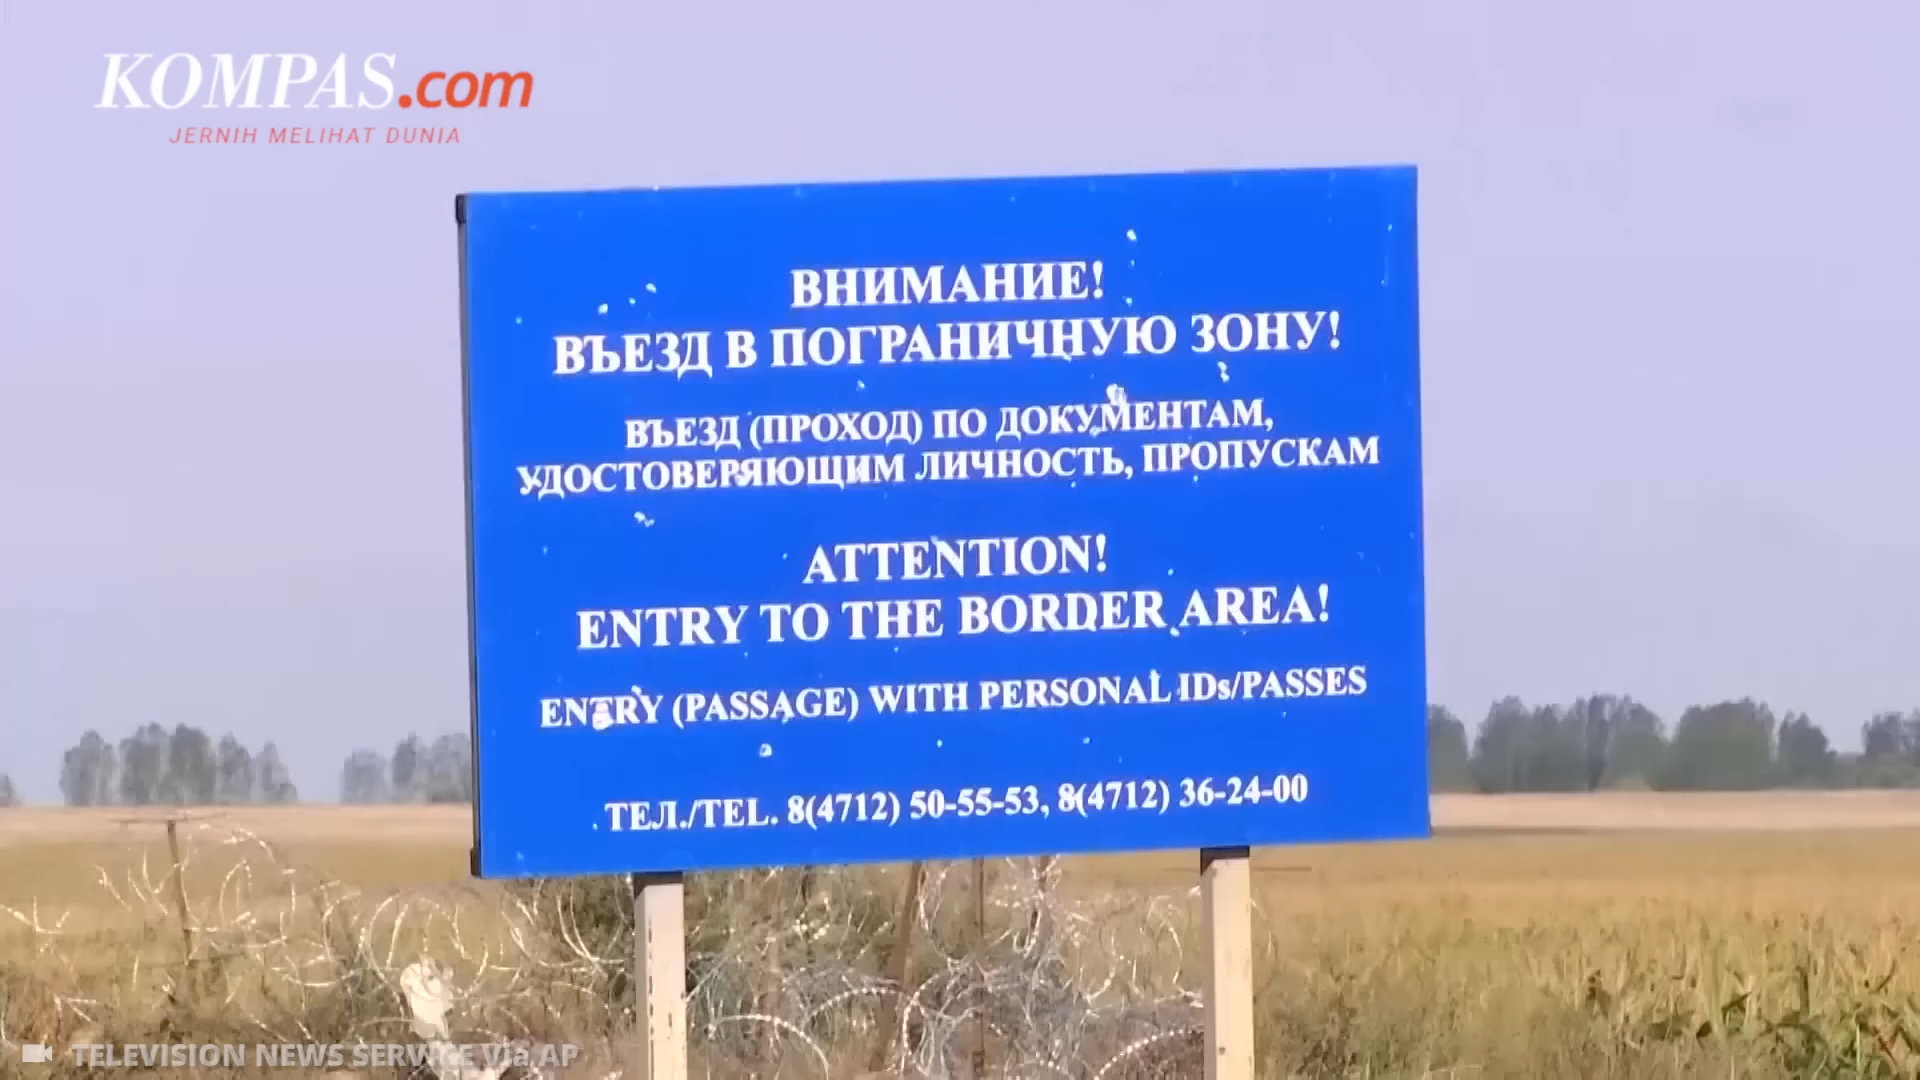 KOMPAS.com
JERNIH MELIHAT DUNIA
ВНИМАНИЕ!
ВЪЕЗД В ПОГРАНИЧНУЮ ЗОНУ!
ВЪЕЗД (ПРОХОД) ПО ДОКУМЕНТАМ,
УДОСТОВЕРЯЮЩИМ ЛИЧНОСТЬ, ПРОПУСКАМ
ATTENTION!
ENTRY TO THE BORDER AREA!
ENTRY (PASSAGE) WITH PERSONAL IDs/PASSES
ТЕЛ./TEL. 8(4712) 50-55-53, 8(4712) 36-24-00
TELEVISION NEWS SERVICE Via AP